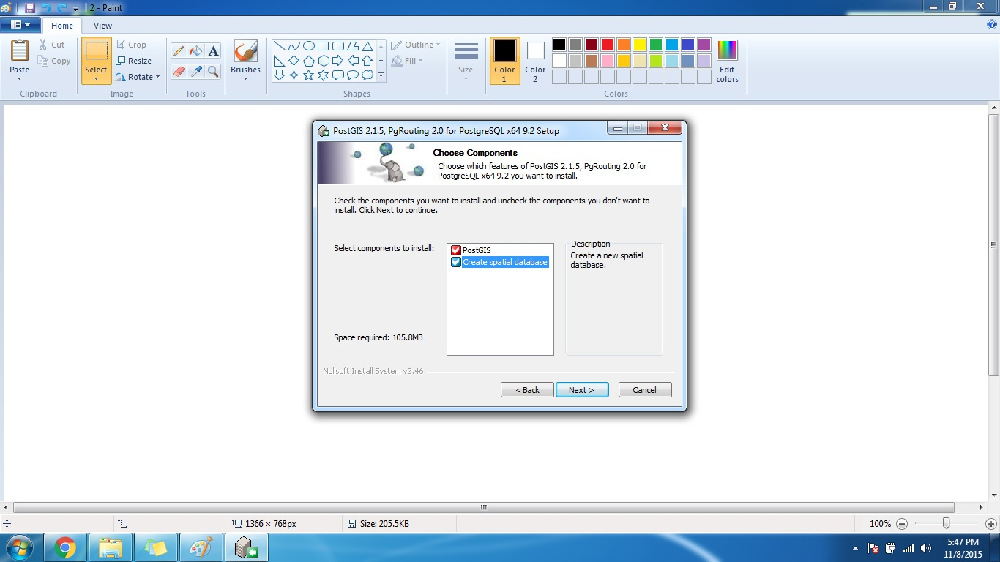 2 - Paint
Home
View
Paste
Cut
Copy
Clipboard
Select
Crop
Resize
Rotate
Image
A
Tools
Brushes
Outline
Fill
Shapes
Size
Color
1
Color
2
Edit
colors
Colors
PostGIS 2.1.5, PgRouting 2.0 for PostgreSQL x64 9.2 Setup
Choose Components
Choose which features of PostGIS 2.1.5, PgRouting 2.0 for
PostgreSQL x64 9.2 you want to install.
Check the components you want to install and uncheck the components you don't want to
install. Click Next to continue.
Select components to install:
PostGIS
Create spatial database
Description
Create a new spatial
database.
Space required: 105.8MB
Nullsoft Install System v2.46
< Back
Next >
Cancel
1366 × 768px
Size: 205.5KB
100%
5:47 PM
11/8/2015